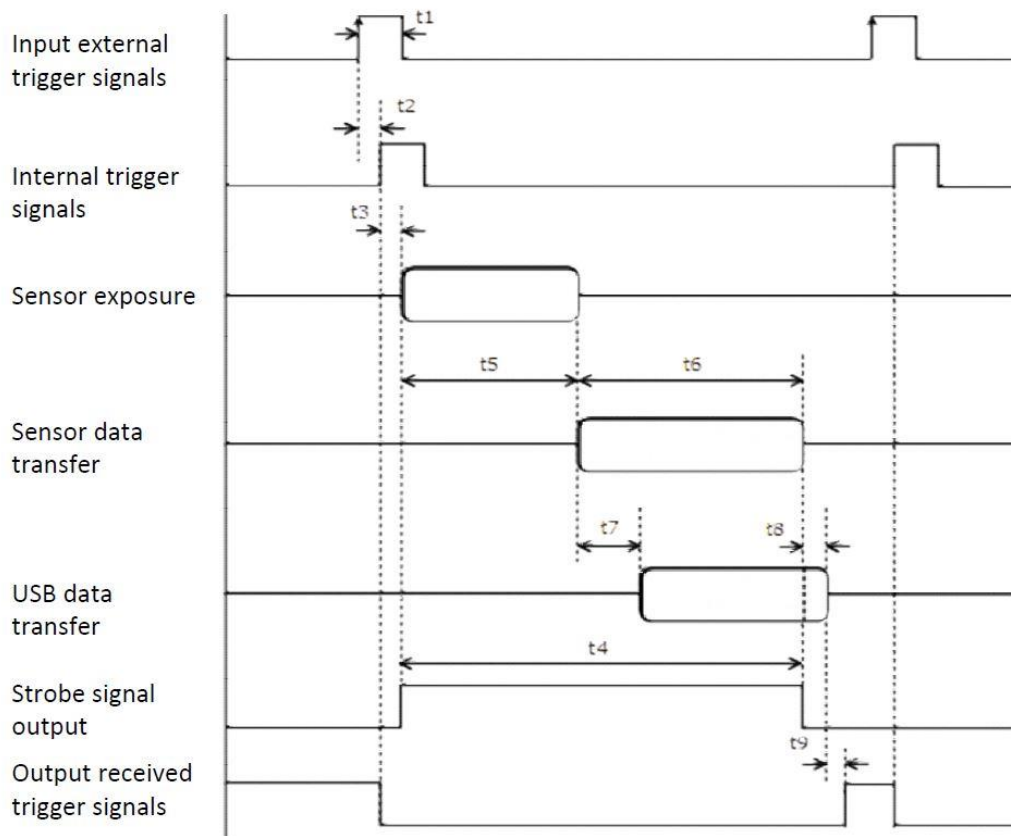 Input external
trigger signals
t1
t2
Internal trigger
signals
t3
Sensor exposure
t5
t6
Sensor data
transfer
t7
t8
USB data
transfer
t4
Strobe signal
output
t9
Output received
trigger signals